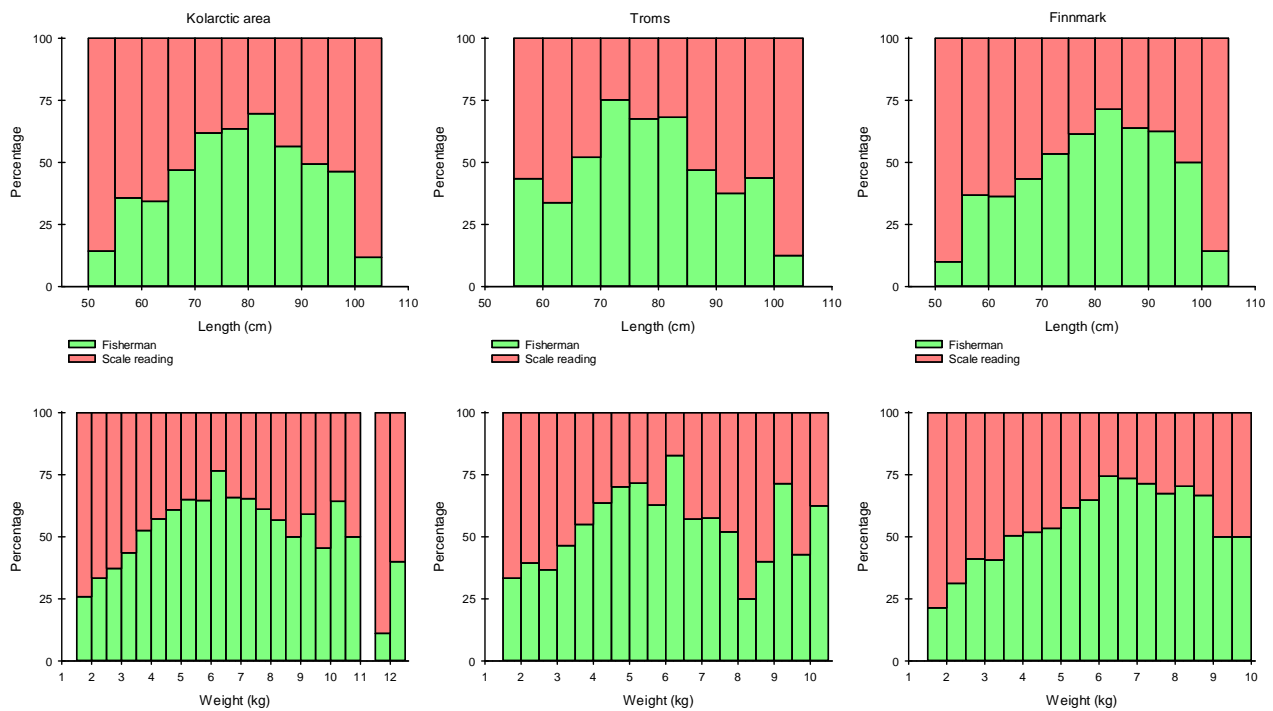 Kolarctic area
Troms
Finnmark
100
75
50
25
0
Percentage
50 60 70 80 90 100 110
Length (cm)
Fisherman
Scale reading
100
75
50
25
0
Percentage
50 60 70 80 90 100 110
Length (cm)
Fisherman
Scale reading
100
75
50
25
0
Percentage
50 60 70 80 90 100 110
Length (cm)
Fisherman
Scale reading
100
75
50
25
0
Percentage
1 2 3 4 5 6 7 8 9 10 11 12
Weight (kg)
100
75
50
25
0
Percentage
1 2 3 4 5 6 7 8 9 10
Weight (kg)
100
75
50
25
0
Percentage
1 2 3 4 5 6 7 8 9 10
Weight (kg)